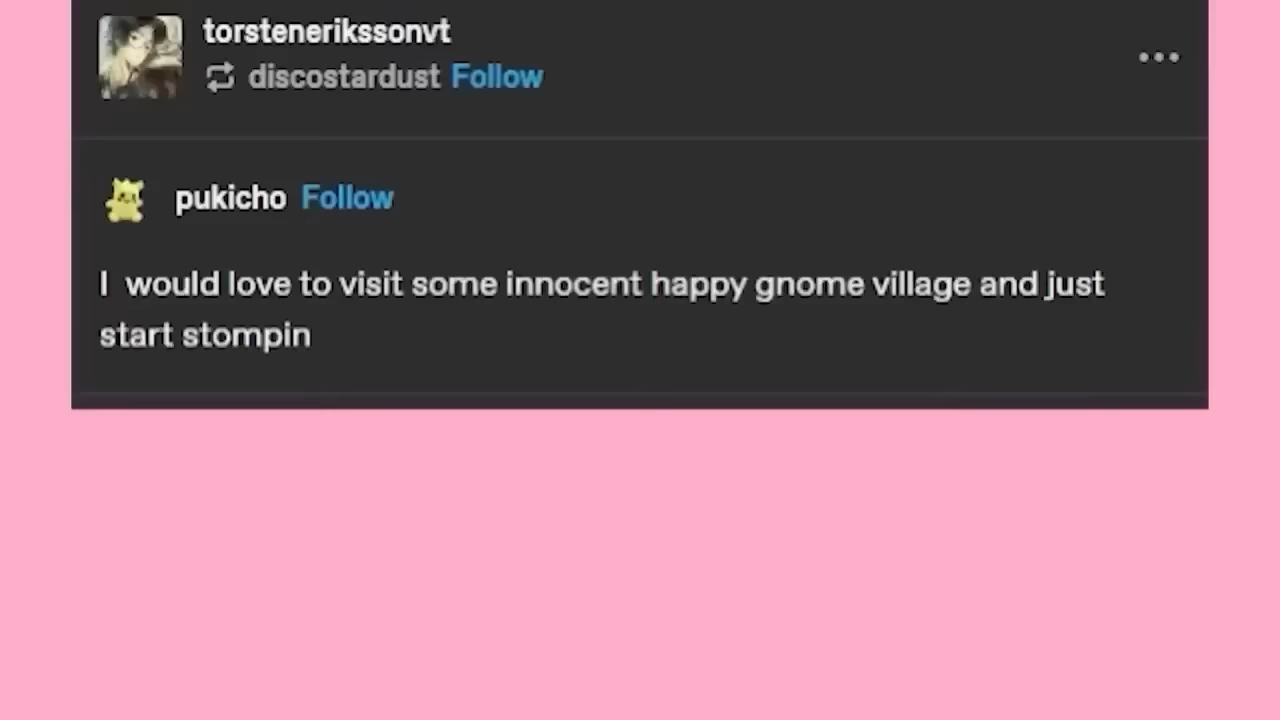 torstenerikssonvt
discostardust Follow
pukicho Follow
I would love to visit some innocent happy gnome village and just
start stompin